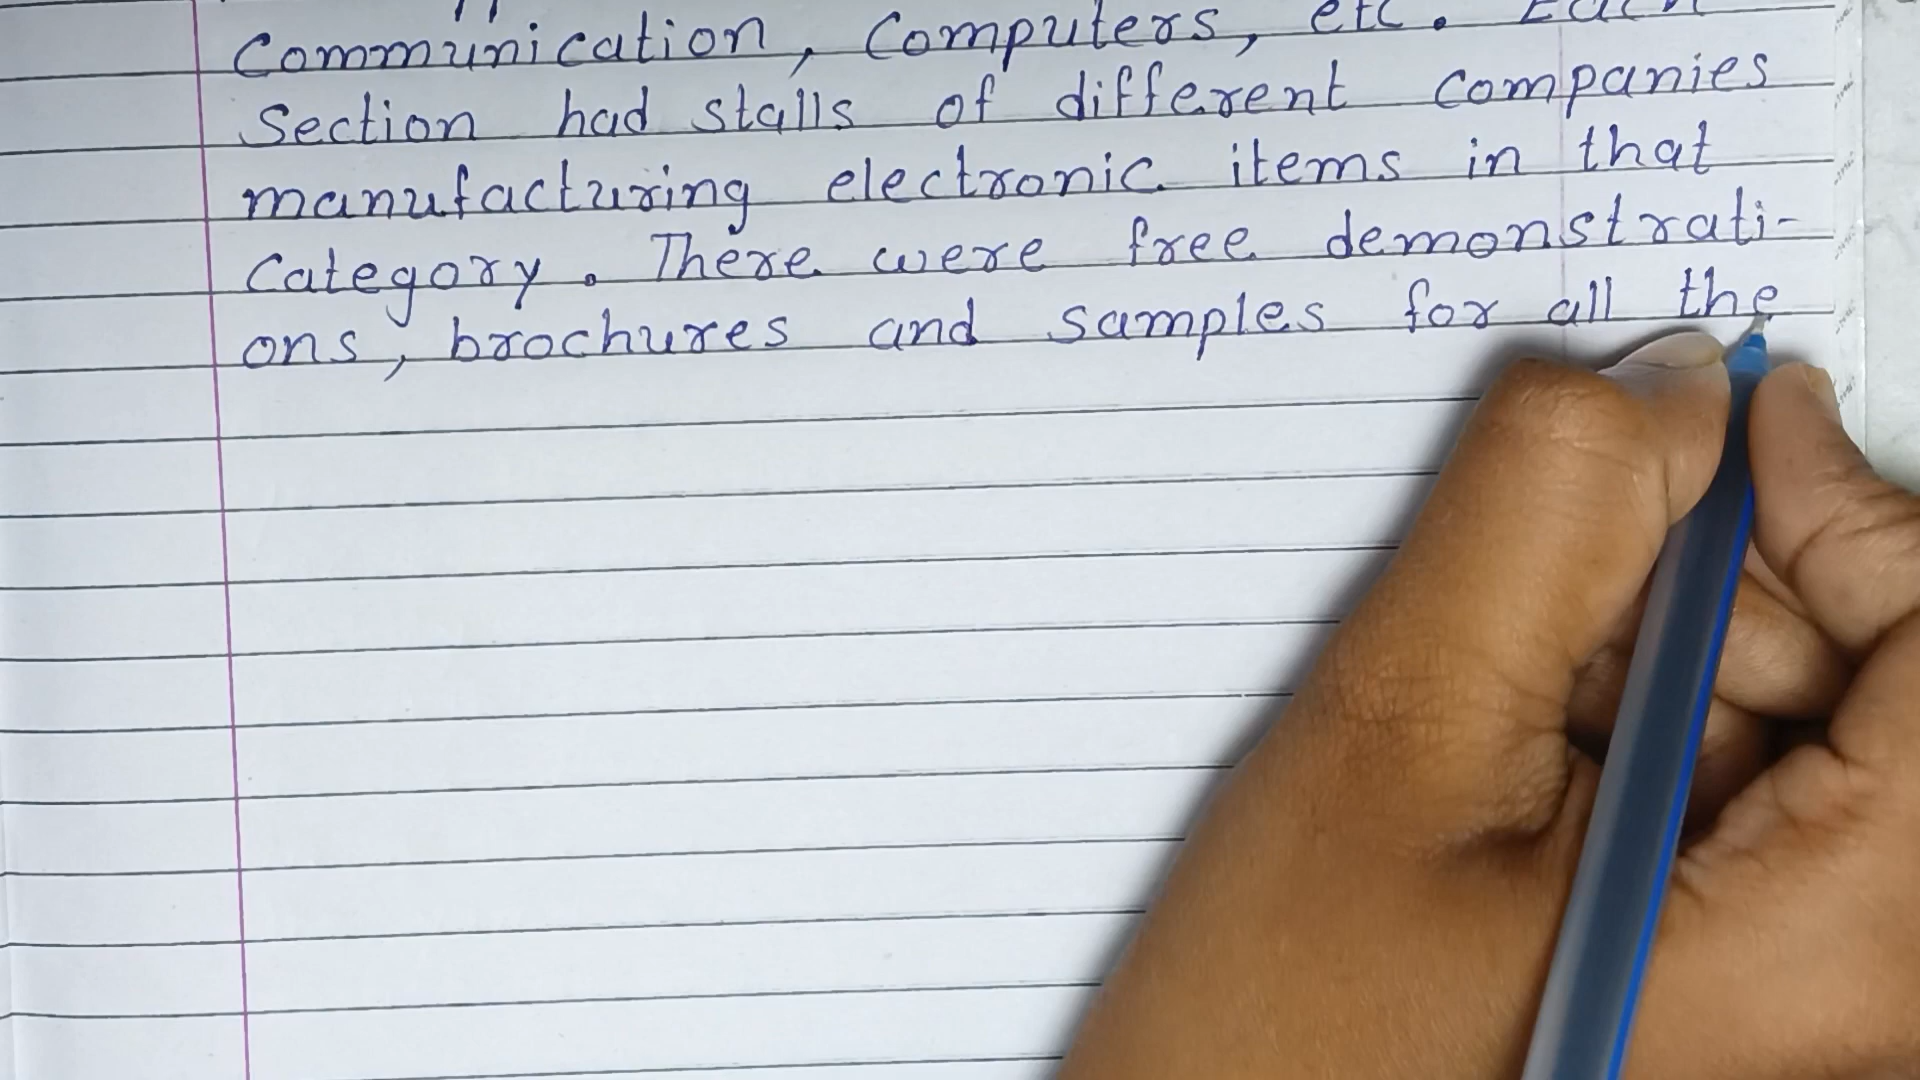 Communication, Computers, etc. Each
Section had stalls of different companies
manufacturing electronic items in that
Category. There were free demonstrati-
ons, brochures and samples for all the